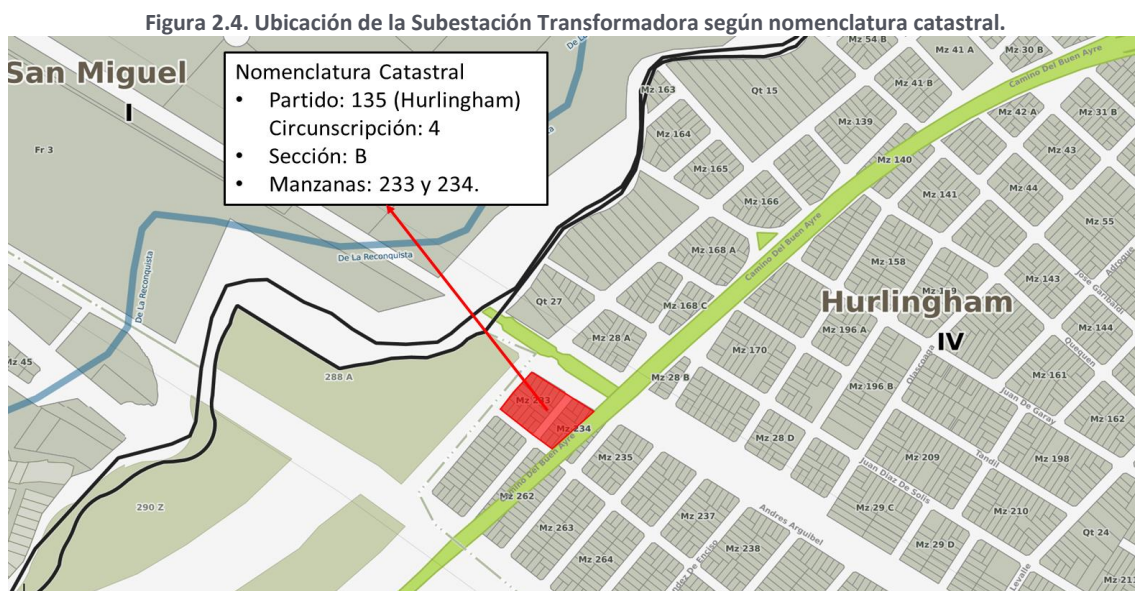 Figura 2.4. Ubicación de la Subestación Transformadora según nomenclatura catastral.
San Miguel
I
Nomenclatura Catastral
• Partido: 135 (Hurlingham)
Circunscripción: 4
• Sección: B
• Manzanas: 233 y 234.
De La Reconquista
De La Reconquista
Fr 3
Mz 45
288 A
290 Z
Mz 163
Qt 15
Mz 54 B
Mz 41 A
Mz 30 B
Camino Del Buen Ayre
Mz 41 B
Mz 42 A
Mz 31 B
Mz 164
Mz 139
Mz 43
Mz 165
Mz 140
Mz 141
Mz 44
Mz 166
Mz 55
Camino Del Buen Ayre
Mz 168 A
Mz 158
Adrogue
Mz 143
Jose Garibaldi
Qt 27
Mz 168 C
Hurlingham
IV
Mz 196 A
Mz 144
Mz 28 A
Mz 170
Olascoaga
Quequen
Mz 28 B
Mz 161
Mz 196 B
Juan De Garay
Mz 162
Mz 233
Mz 234
Mz 28 D
Mz 235
Camino Del Buen Ayre
Mz 209
Tandil
Mz 198
Juan Diaz De Solis
Mz 262
Mz 29 C
Mz 210
Mz 237
Andres Arguibel
Mz 263
Qt 24
Mz 238
Mz 29 D
Mz 264
Levalle